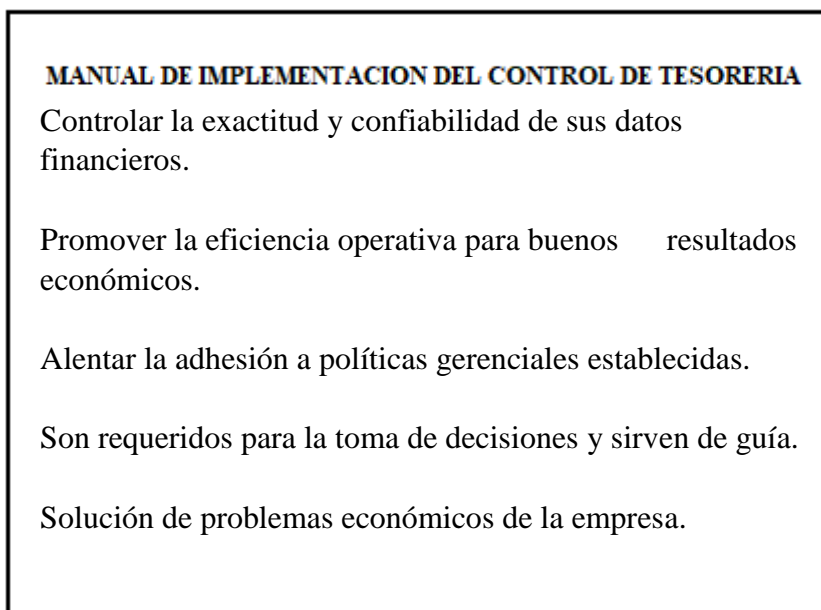 MANUAL DE IMPLEMENTACION DEL CONTROL DE TESORERIA
Controlar la exactitud y confiabilidad de sus datos
financieros.
Promover la eficiencia operativa para buenos resultados
económicos.
Alentar la adhesión a políticas gerenciales establecidas.
Son requeridos para la toma de decisiones y sirven de guía.
Solución de problemas económicos de la empresa.